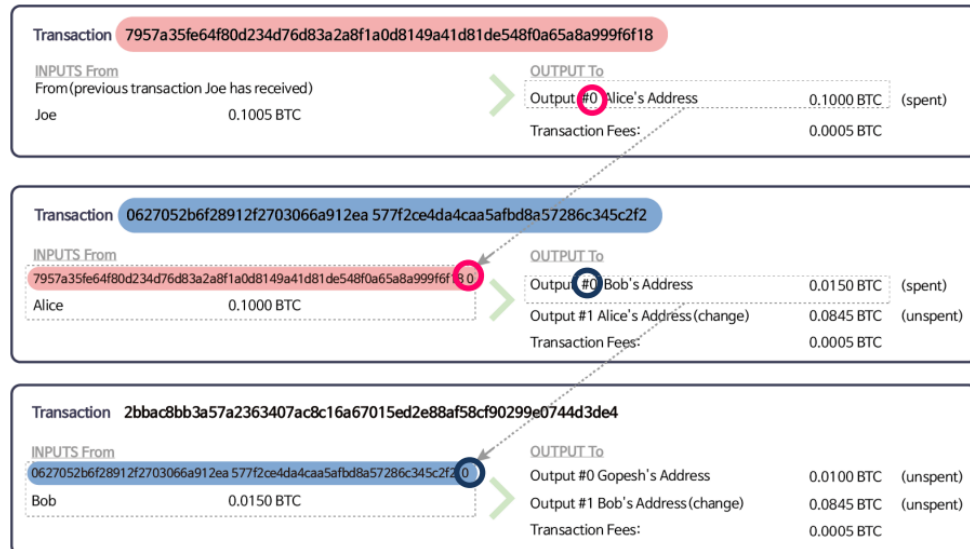 Transaction 7957a35fe64f80d234d76d83a2a8f1a0d8149a41d81de548f0a65a8a999f6f18
INPUTS From
From (previous transaction Joe has received)
Joe 0.1005 BTC
OUTPUT To
Output #0 Alice's Address 0.1000 BTC (spent)
Transaction Fees: 0.0005 BTC
Transaction 0627052b6f28912f2703066a912ea 577f2ce4da4caa5afbd8a57286c345c2f2
INPUTS From
7957a35fe64f80d234d76d83a2a8f1a0d8149a41d81de548f0a65a8a999f6f18 0
Alice 0.1000 BTC
OUTPUT To
Output #0 Bob's Address 0.0150 BTC (spent)
Output #1 Alice's Address (change) 0.0845 BTC (unspent)
Transaction Fees: 0.0005 BTC
Transaction 2bbac8bb3a57a2363407ac8c16a67015ed2e88af58cf90299e0744d3de4
INPUTS From
0627052b6f28912f2703066a912ea 577f2ce4da4caa5afbd8a57286c345c2f2 0
Bob 0.0150 BTC
OUTPUT To
Output #0 Gopesh's Address 0.0100 BTC (unspent)
Output #1 Bob's Address (change) 0.0845 BTC (unspent)
Transaction Fees: 0.0005 BTC